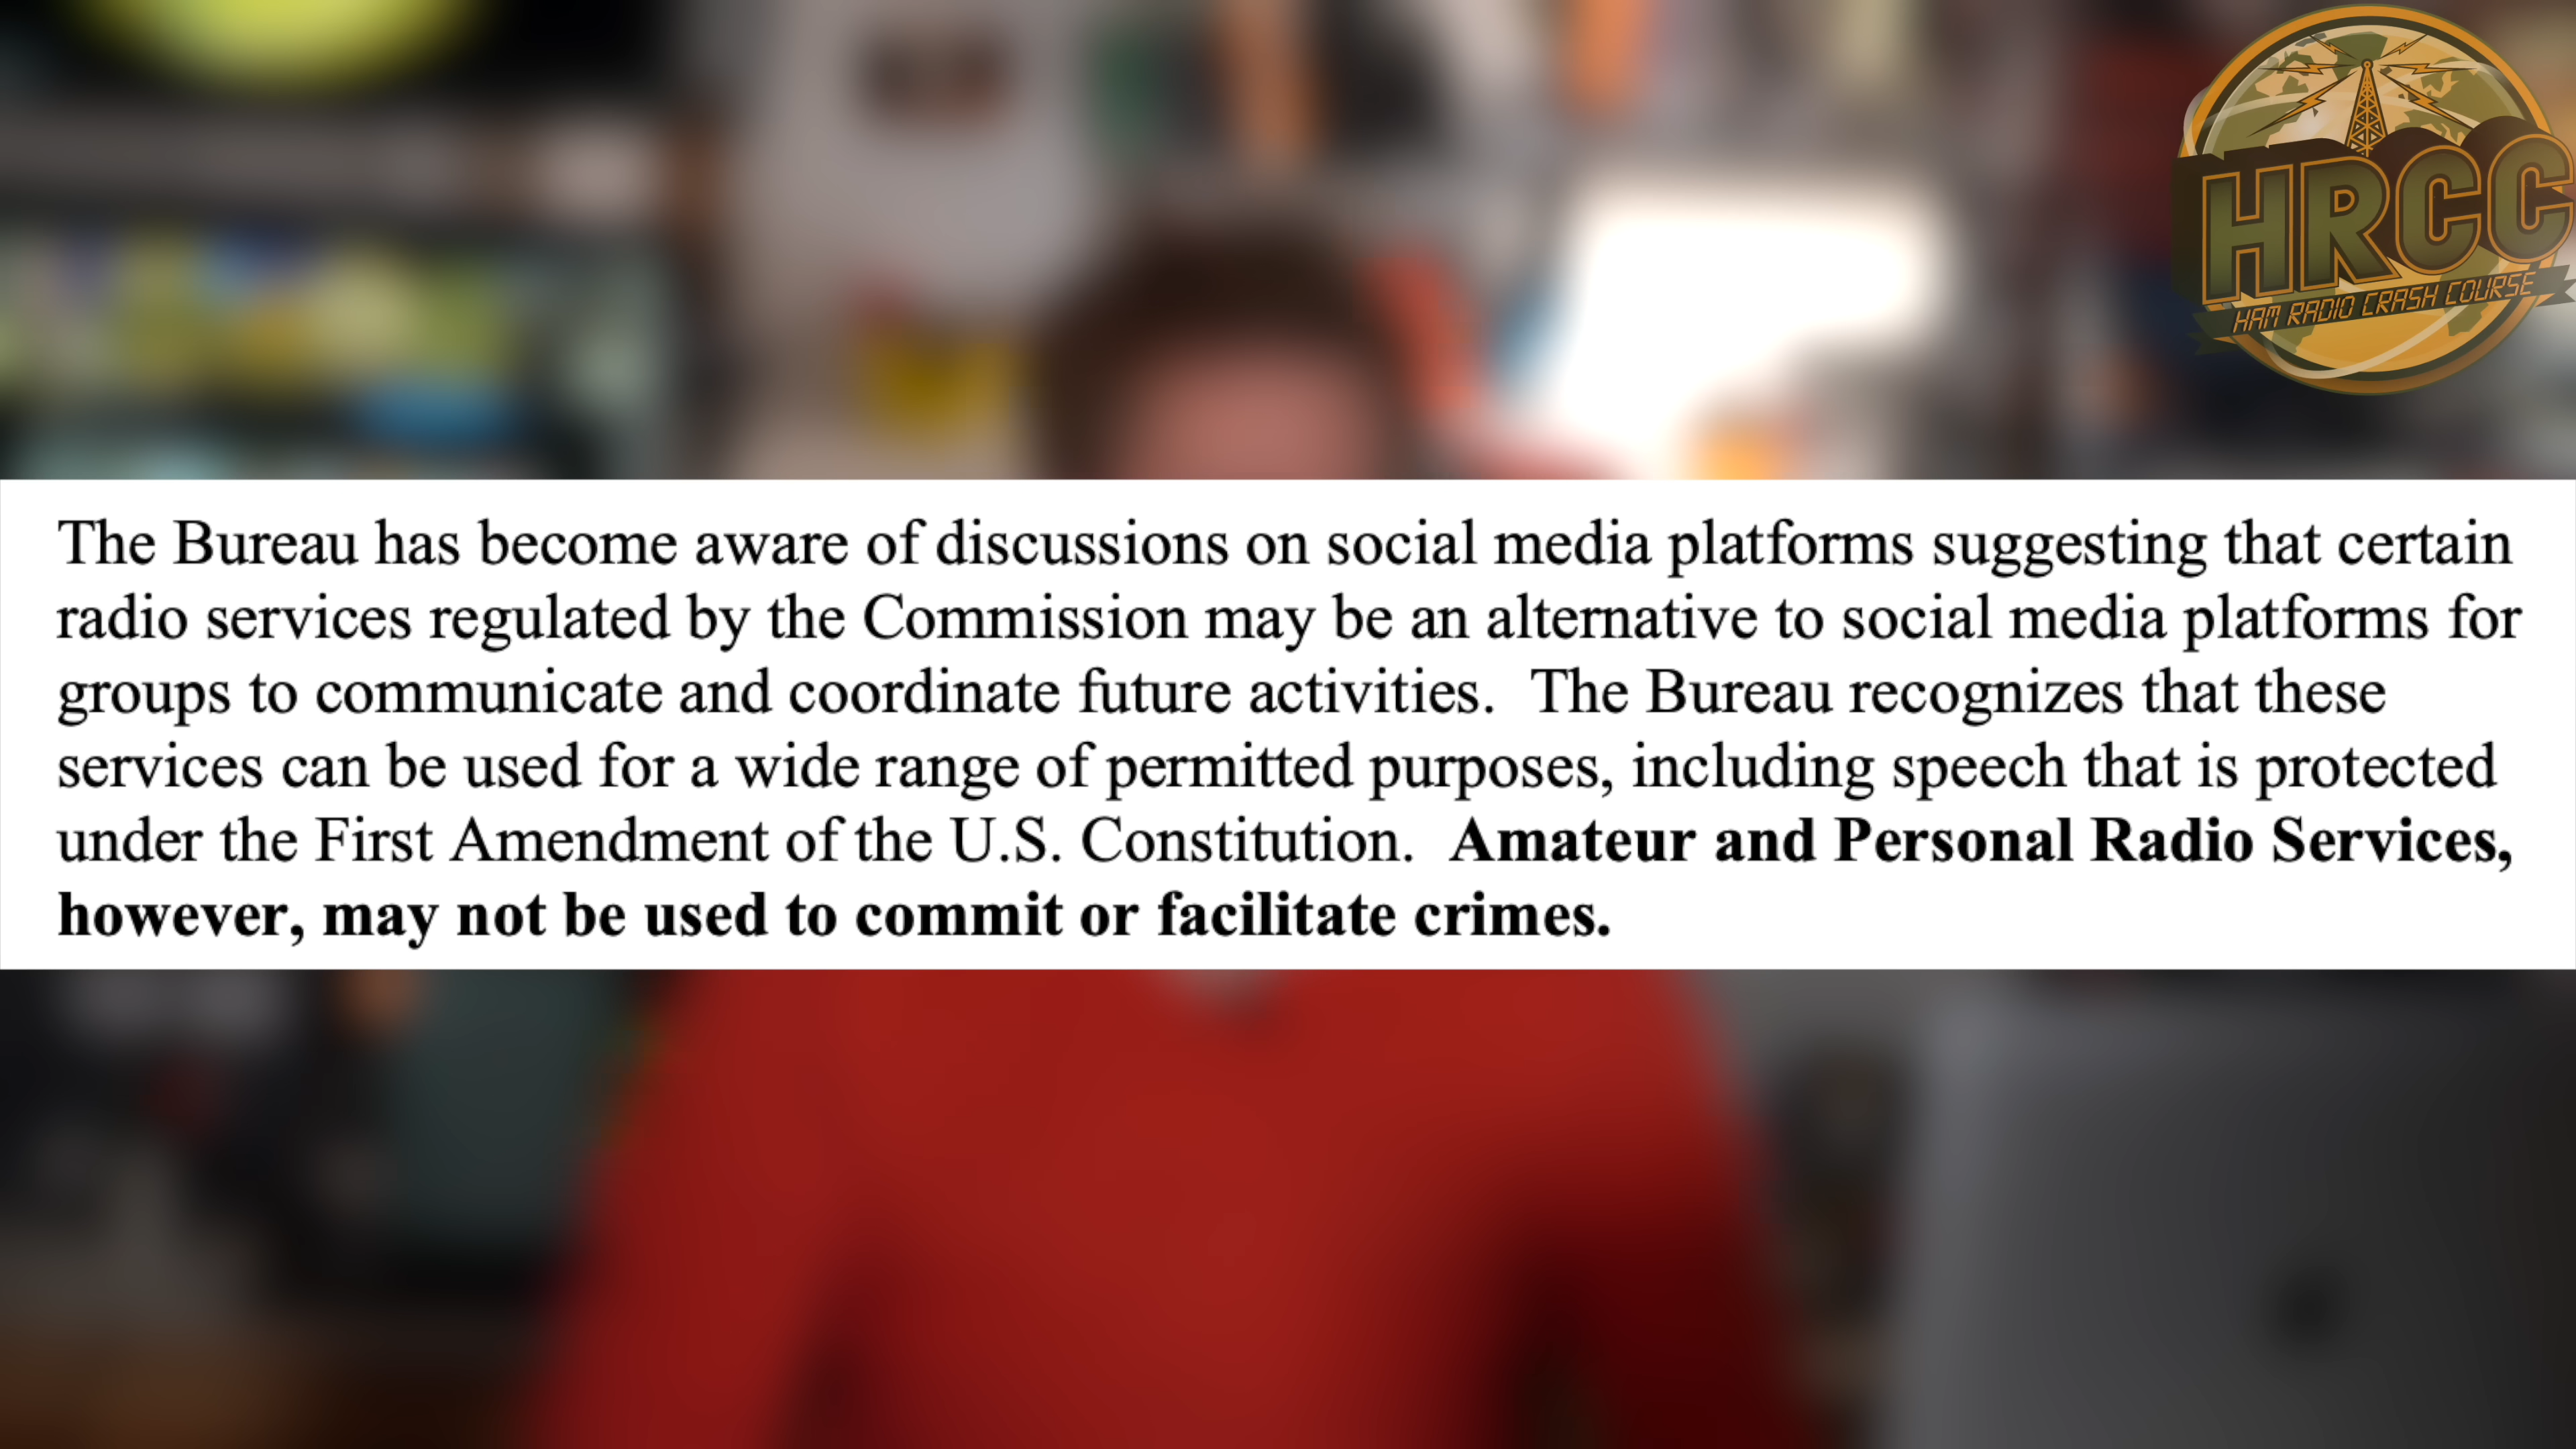 HRCC
HAM RADIO CRASH COURSE
The Bureau has become aware of discussions on social media platforms suggesting that certain
radio services regulated by the Commission may be an alternative to social media platforms for
groups to communicate and coordinate future activities.  The Bureau recognizes that these
services can be used for a wide range of permitted purposes, including speech that is protected
under the First Amendment of the U.S. Constitution.  Amateur and Personal Radio Services,
however, may not be used to commit or facilitate crimes.